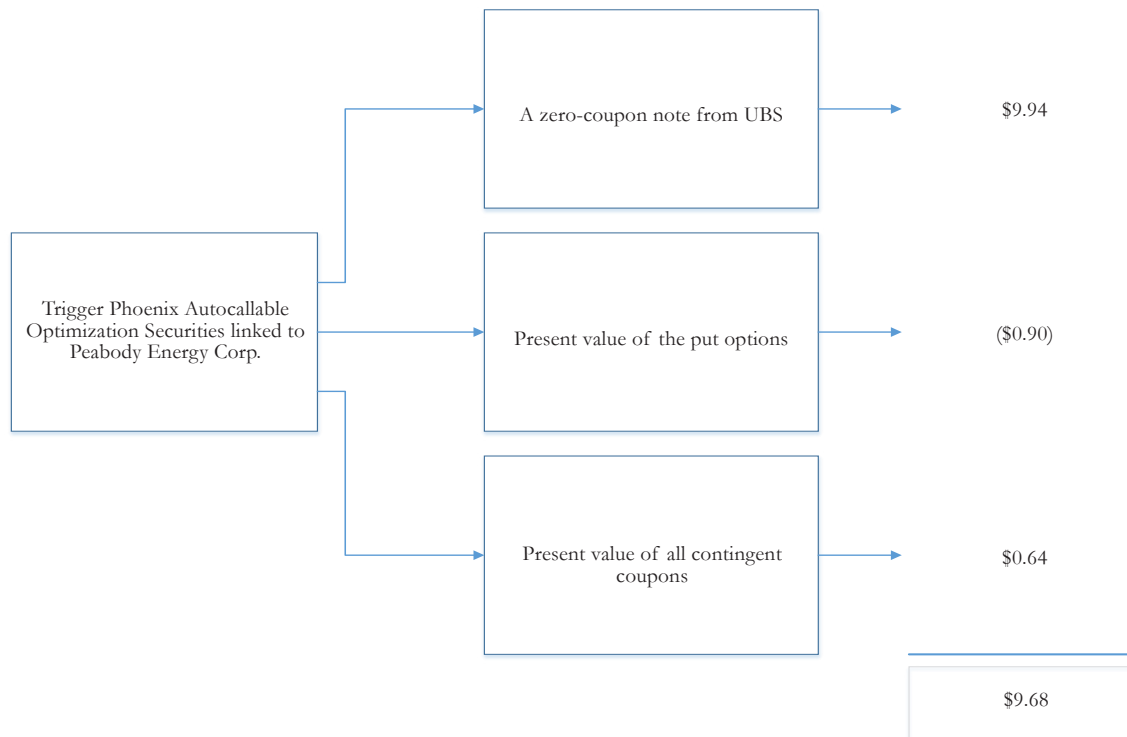 A zero-coupon note from UBS
$9.94
Trigger Phoenix Autocallable
Optimization Securities linked to
Peabody Energy Corp.
Present value of the put options
($0.90)
Present value of all contingent
coupons
$0.64
$9.68